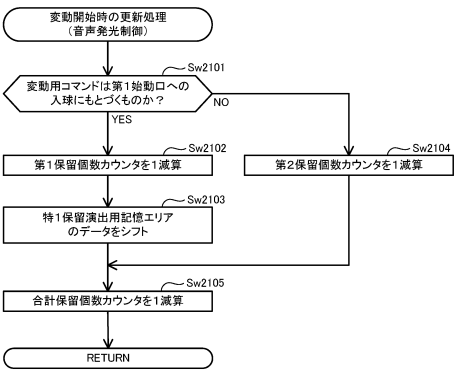 変動開始時の更新処理
(音声発光制御)
Sw2101
変動用コマンドは第1始動口への
入球にもとづくものか？
NO
YES
Sw2102
第1保留個数カウンタを1減算
Sw2104
第2保留個数カウンタを1減算
Sw2103
特1保留演出用記憶エリア
のデータをシフト
Sw2105
合計保留個数カウンタを1減算
RETURN